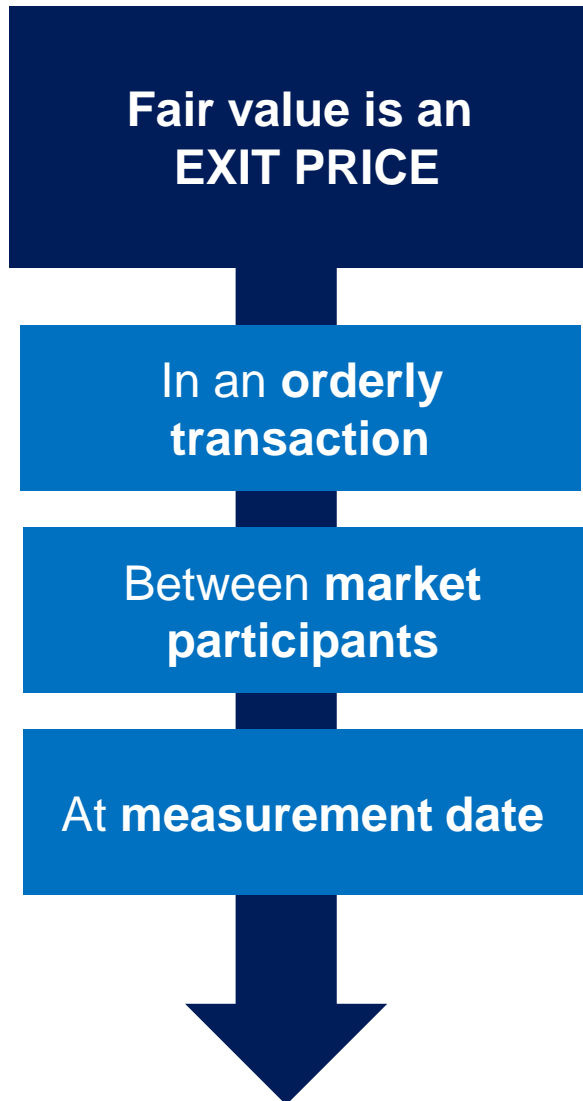 Fair value is an
EXIT PRICE
In an orderly
transaction
Between market
participants
At measurement date